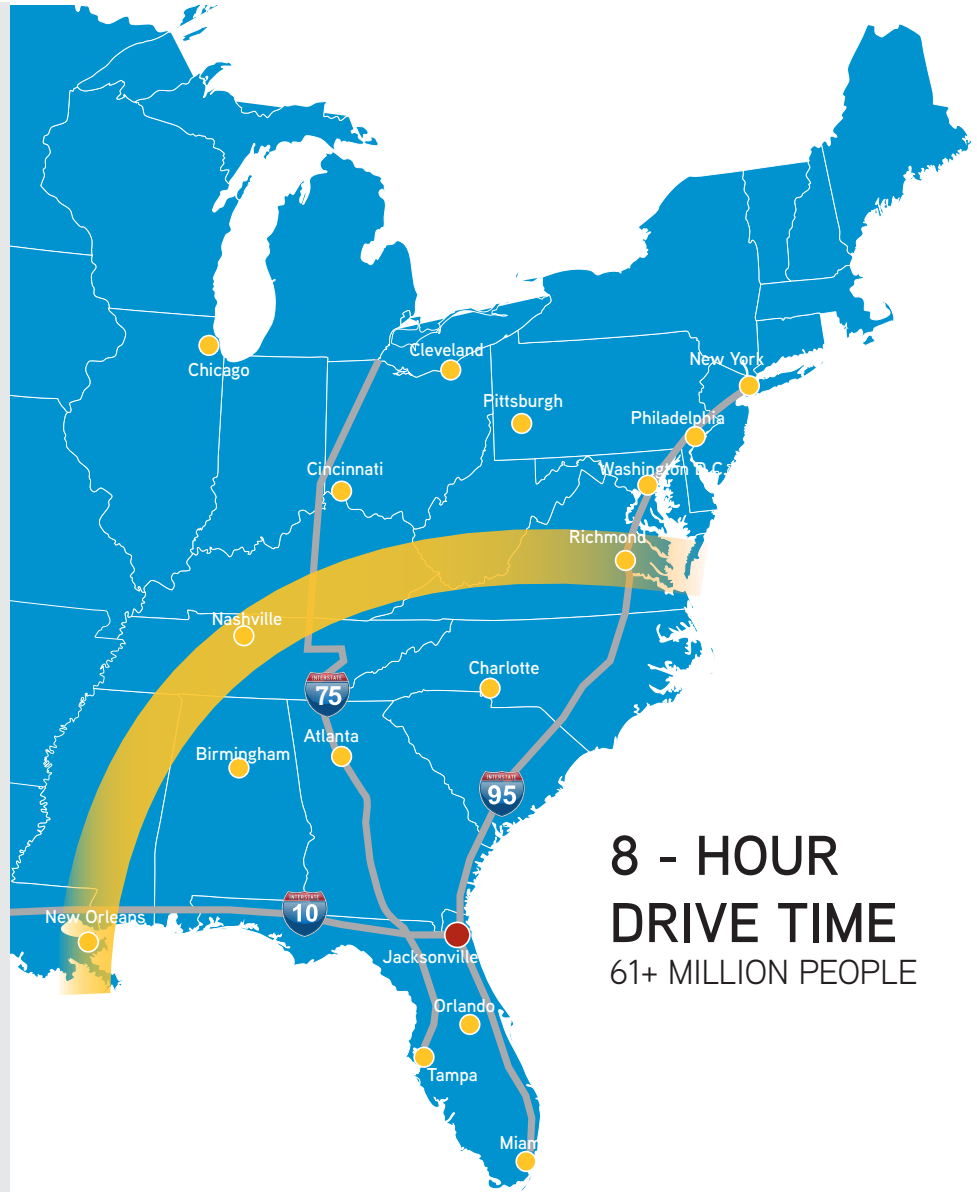 Chicago
Cleveland
New York
Pittsburgh
Philadelphia
Cincinnati
Washington D.C.
Richmond
Nashville
Charlotte
INTERSTATE
75
Atlanta
Birmingham
INTERSTATE
95
8 - HOUR
DRIVE TIME
61+ MILLION PEOPLE
INTERSTATE
10
New Orleans
Jacksonville
Orlando
Tampa
Miami